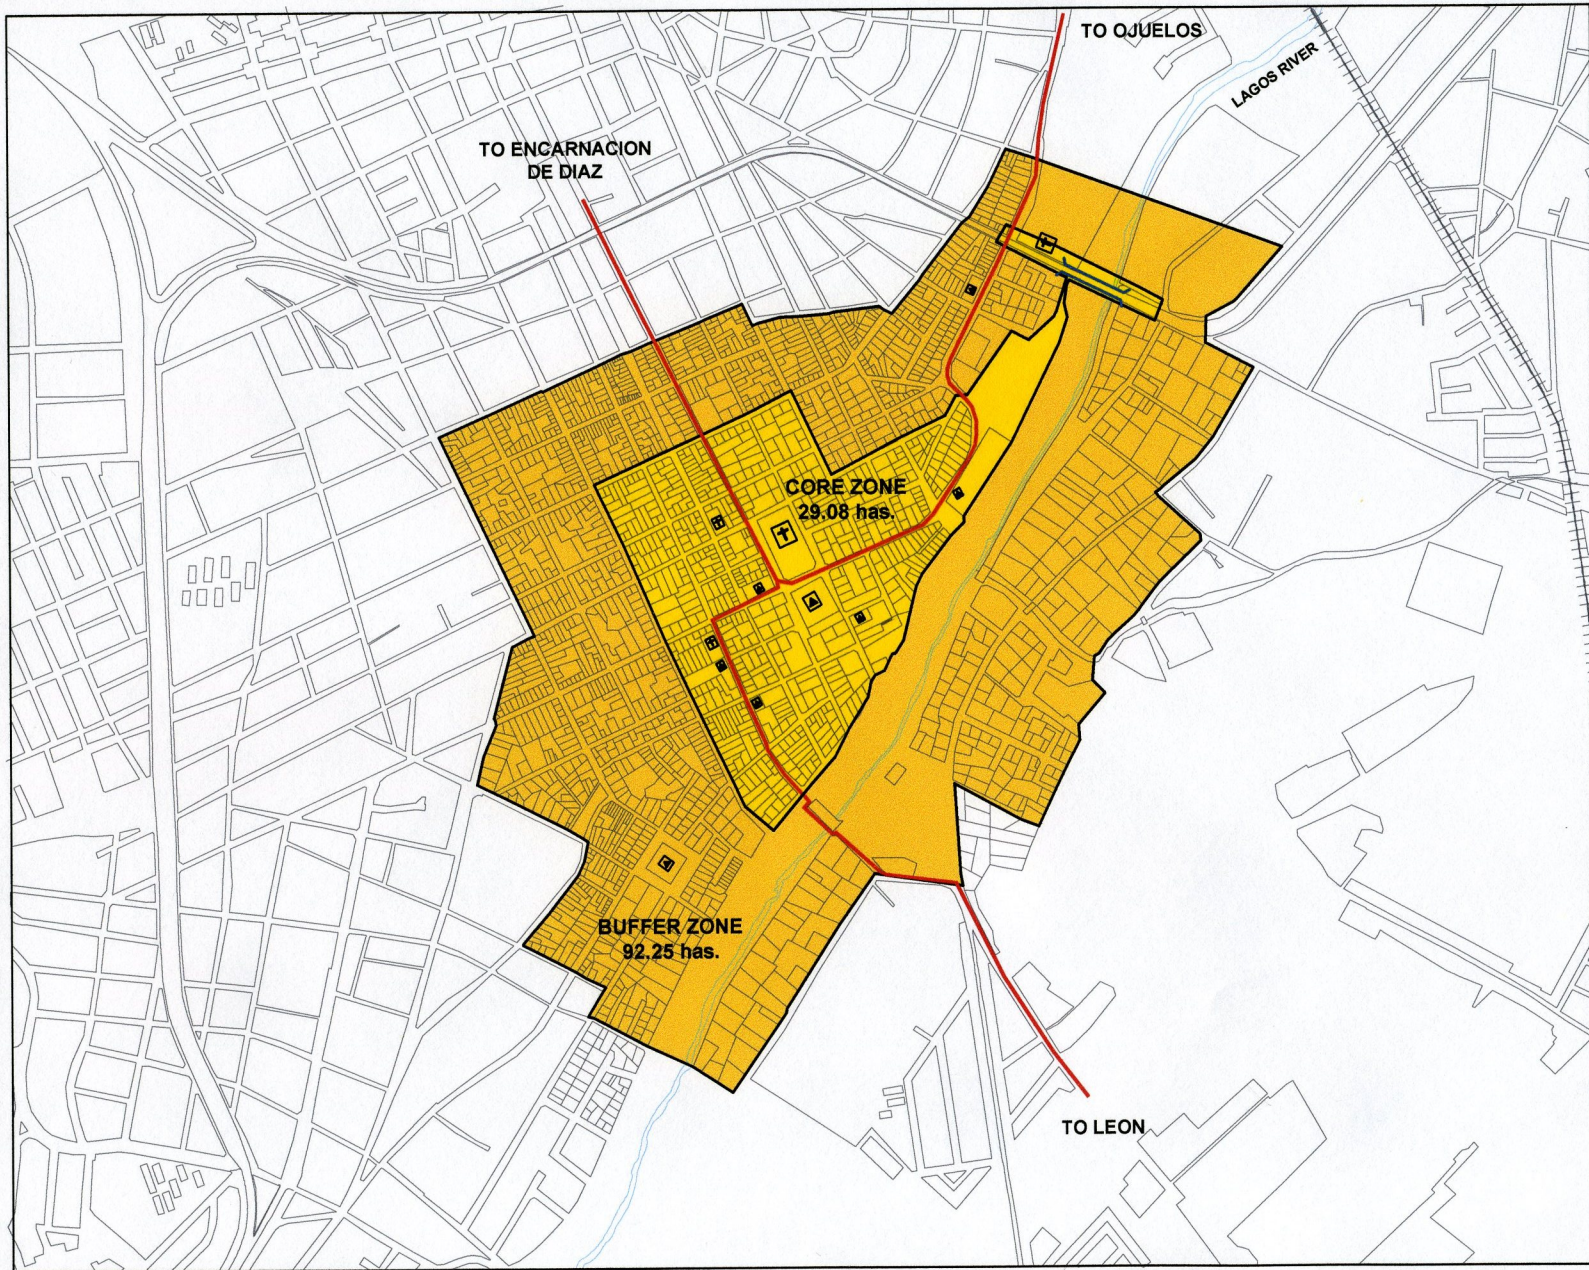 TO OJUELOS
LAGOS RIVER
TO ENCARNACION
DE DIAZ
CORE ZONE
29.08 has.
BUFFER ZONE
92.25 has.
TO LEON